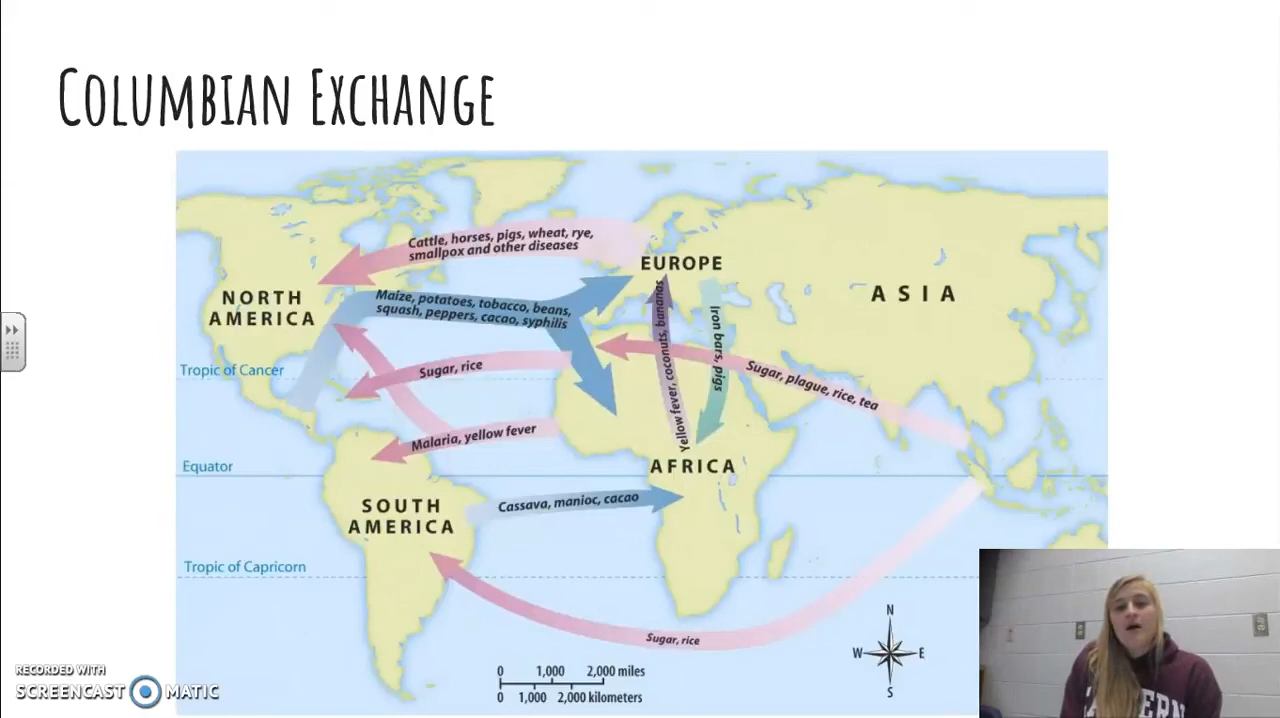 COLUMBIAN EXCHANGE
Cattle, horses, pigs, wheat, rye,
smallpox and other diseases
EUROPE
ASIA
NORTH
AMERICA
Maize, potatoes, tobacco, beans,
squash, peppers, cacao, syphilis
Yellow fever, coconuts, bananas
Iron bars, pigs
Tropic of Cancer
Sugar, rice
Sugar, plague, rice, tea
Malaria, yellow fever
Equator
AFRICA
SOUTH
AMERICA
Cassava, manioc, cacao
Tropic of Capricorn
Sugar, rice
N
W E
S
0 1,000 2,000 miles
0 1,000 2,000 kilometers
RECORDED WITH
SCREENCAST MATIC